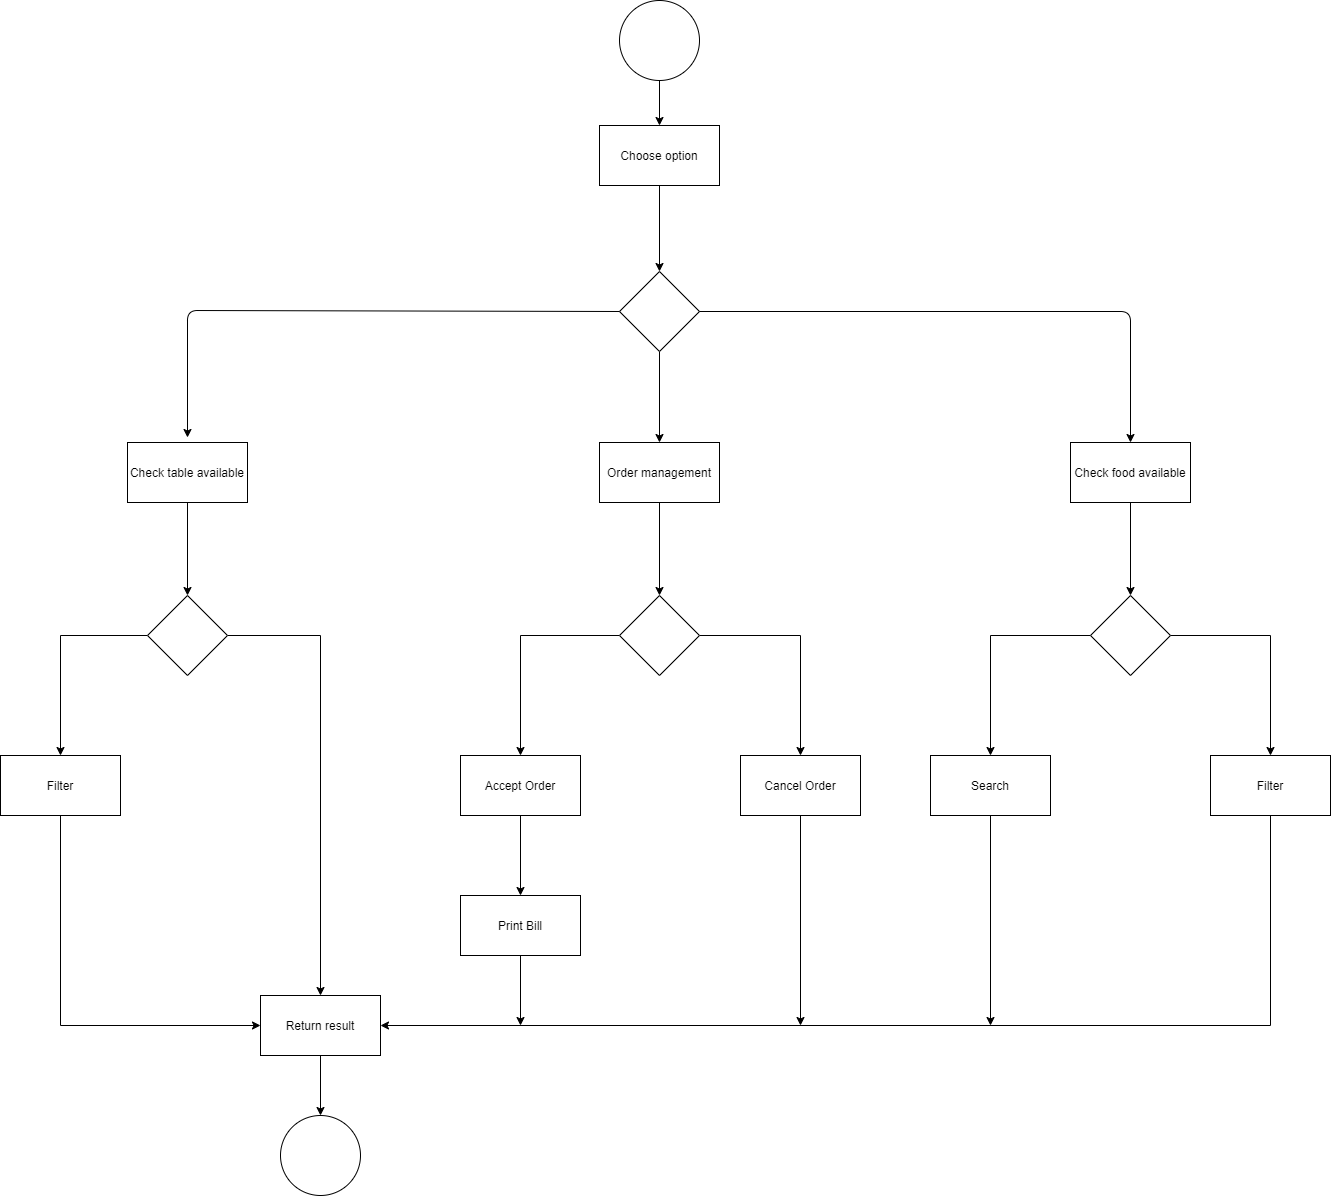 Choose option
Check table available
Order management
Check food available
Filter
Accept Order
Cancel Order
Search
Filter
Print Bill
Return result